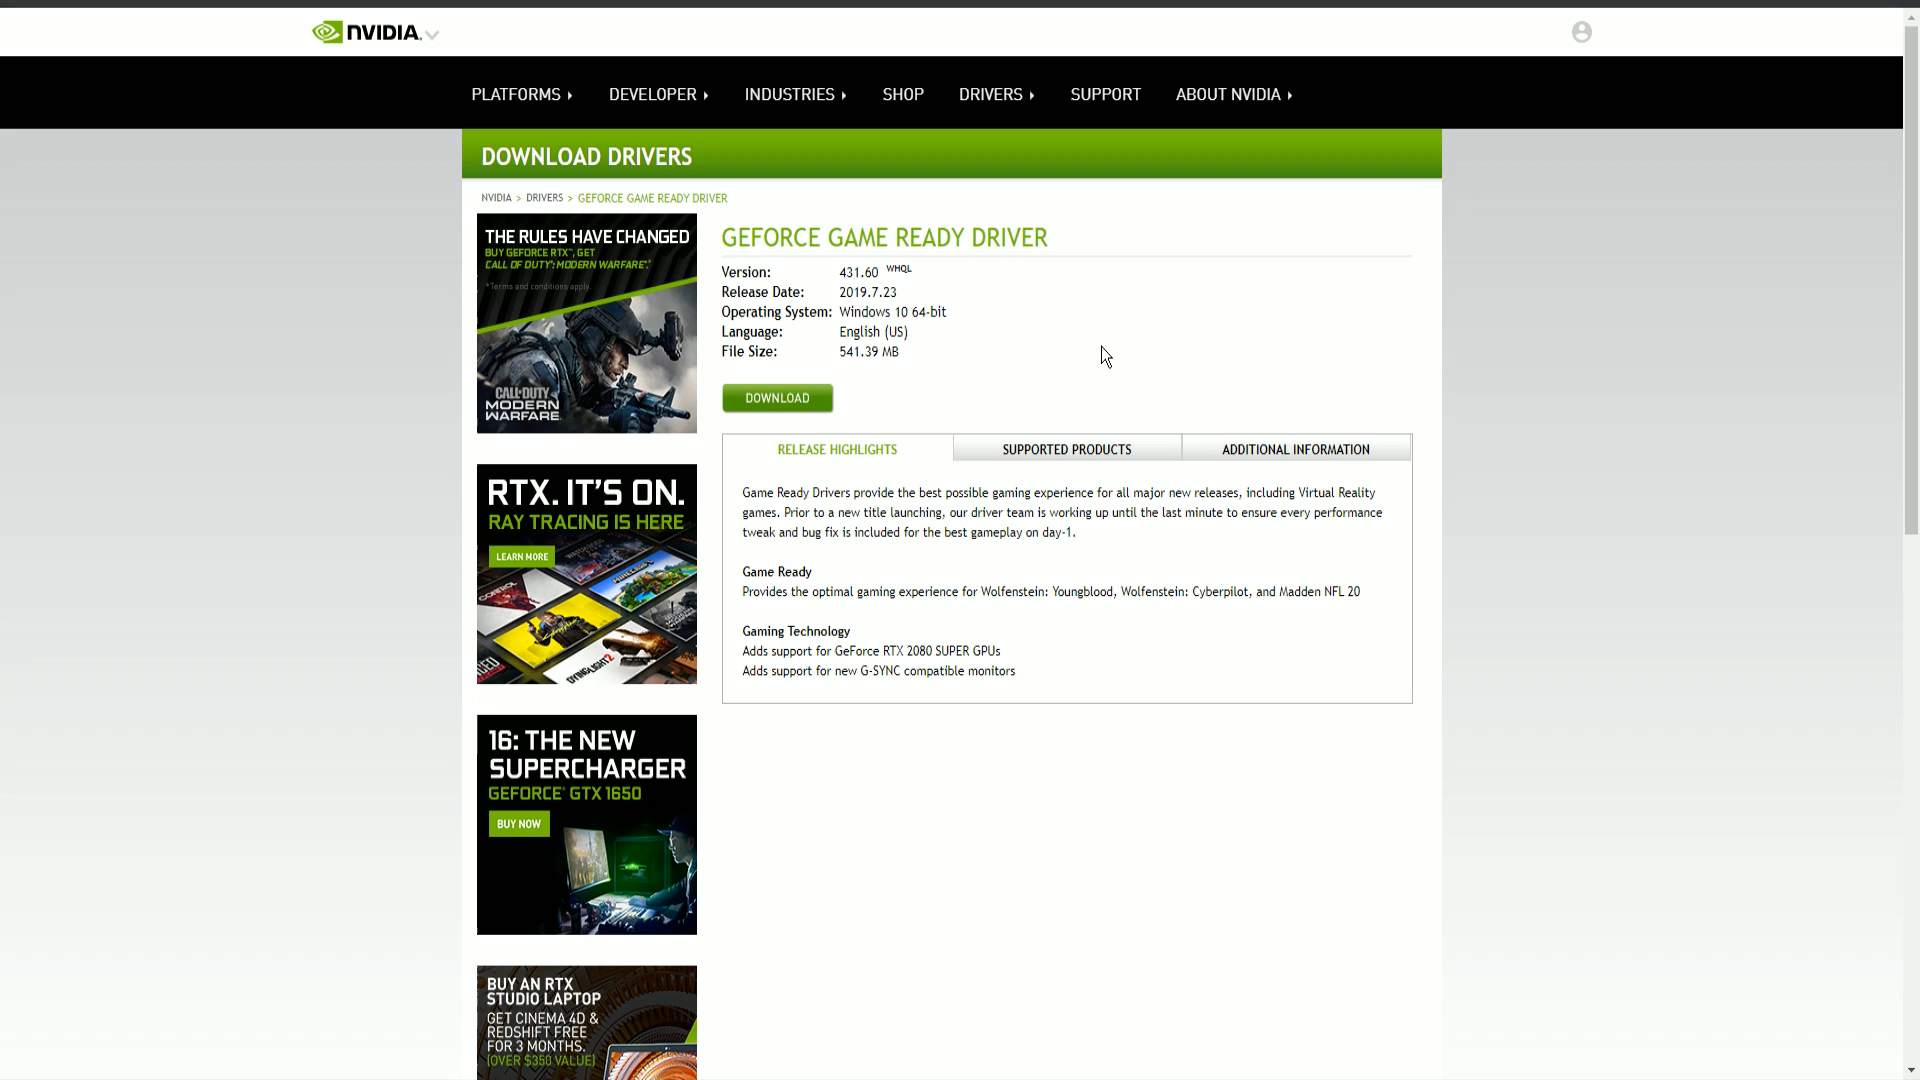 NVIDIA.
PLATFORMS
DEVELOPER
INDUSTRIES
SHOP
DRIVERS
SUPPORT
ABOUT NVIDIA
DOWNLOAD DRIVERS
NVIDIA > DRIVERS > GEFORCE GAME READY DRIVER
THE RULES HAVE CHANGED
BUY GEFORCE RTX™, GET
CALL OF DUTY®: MODERN WARFARE®.*
*Terms and conditions apply.
CALL OF DUTY
MODERN
WARFARE
GEFORCE GAME READY DRIVER
Version: 431.60 WHQL
Release Date: 2019.7.23
Operating System: Windows 10 64-bit
Language: English (US)
File Size: 541.39 MB
DOWNLOAD
RELEASE HIGHLIGHTS
SUPPORTED PRODUCTS
ADDITIONAL INFORMATION
Game Ready Drivers provide the best possible gaming experience for all major new releases, including Virtual Reality
games. Prior to a new title launching, our driver team is working up until the last minute to ensure every performance
tweak and bug fix is included for the best gameplay on day-1.
Game Ready
Provides the optimal gaming experience for Wolfenstein: Youngblood, Wolfenstein: Cyberpilot, and Madden NFL 20
Gaming Technology
Adds support for GeForce RTX 2080 SUPER GPUs
Adds support for new G-SYNC compatible monitors
RTX. IT'S ON.
RAY TRACING IS HERE
LEARN MORE
CONTROL
MINECRAFT
DYING LIGHT 2
16: THE NEW
SUPERCHARGER
GEFORCE® GTX 1650
BUY NOW
BUY AN RTX
STUDIO LAPTOP
GET CINEMA 4D &
REDSHIFT FREE
FOR 3 MONTHS.
(OVER $350 VALUE)